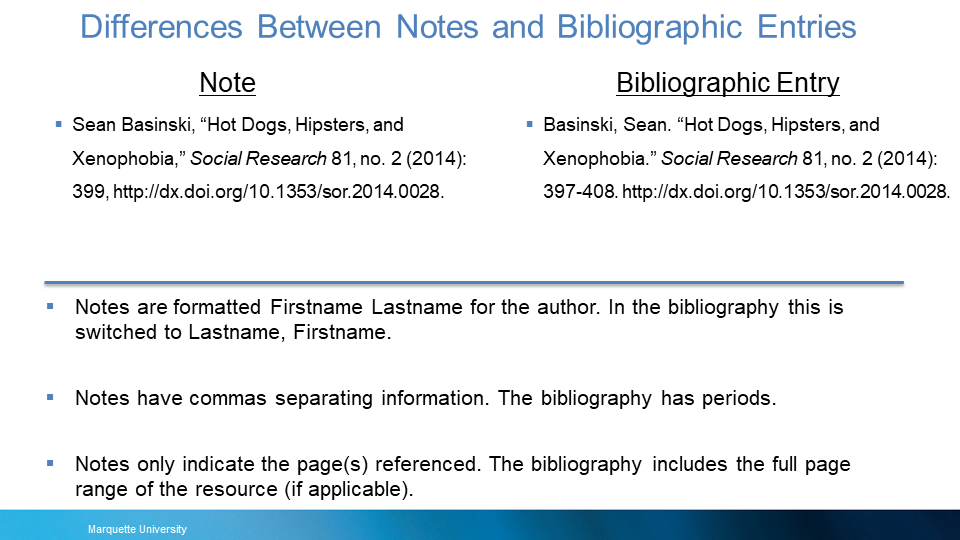 Differences Between Notes and Bibliographic Entries
Note
▪ Sean Basinski, “Hot Dogs, Hipsters, and
Xenophobia,” Social Research 81, no. 2 (2014):
399, http://dx.doi.org/10.1353/sor.2014.0028.
Bibliographic Entry
▪ Basinski, Sean. “Hot Dogs, Hipsters, and
Xenophobia.” Social Research 81, no. 2 (2014):
397-408. http://dx.doi.org/10.1353/sor.2014.0028.
▪ Notes are formatted Firstname Lastname for the author. In the bibliography this is
switched to Lastname, Firstname.
▪ Notes have commas separating information. The bibliography has periods.
▪ Notes only indicate the page(s) referenced. The bibliography includes the full page
range of the resource (if applicable).
Marquette University